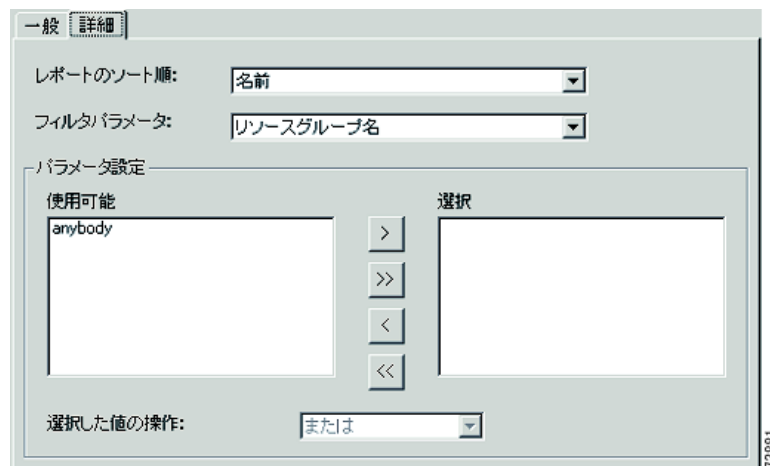 一般 詳細
レポートのソート順: 名前
フィルタパラメータ: リソースグループ名
パラメータ設定
使用可能 選択
anybody
>
>>
<
<<
選択した値の操作: または